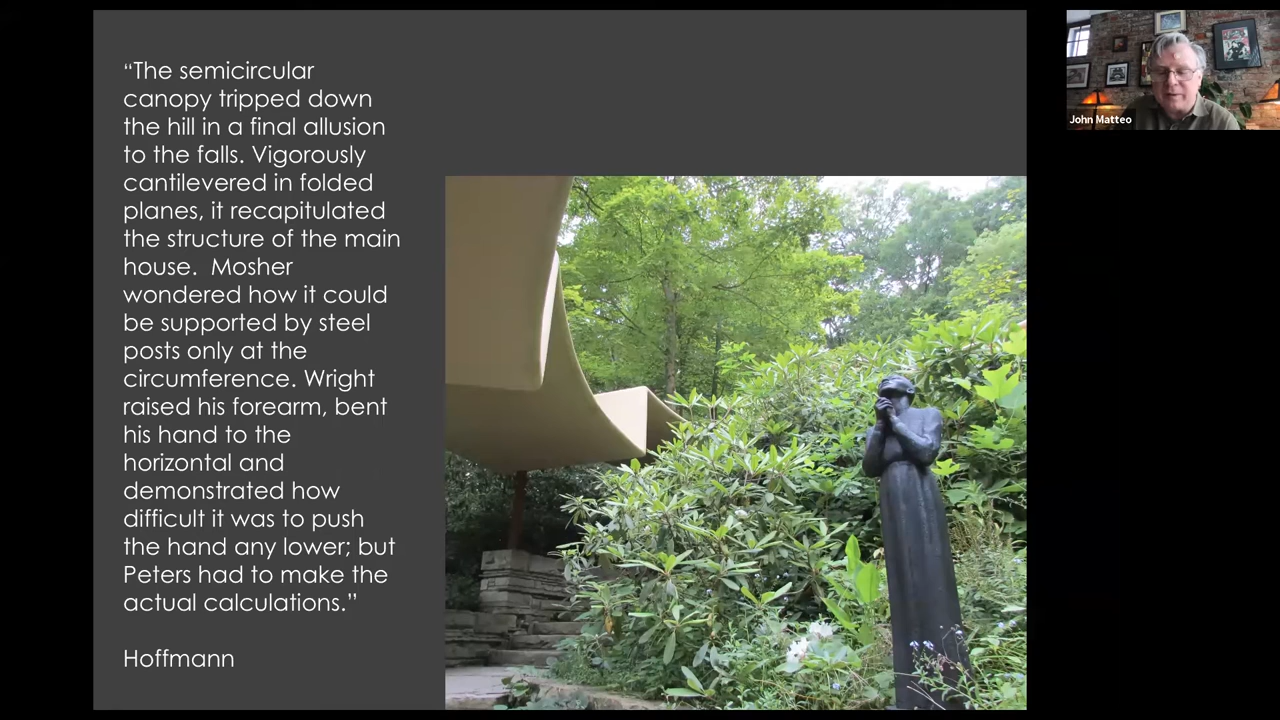 “The semicircular
canopy tripped down
the hill in a final allusion
to the falls. Vigorously
cantilevered in folded
planes, it recapitulated
the structure of the main
house.  Mosher
wondered how it could
be supported by steel
posts only at the
circumference. Wright
raised his forearm, bent
his hand to the
horizontal and
demonstrated how
difficult it was to push
the hand any lower; but
Peters had to make the
actual calculations.”
Hoffmann
John Matteo